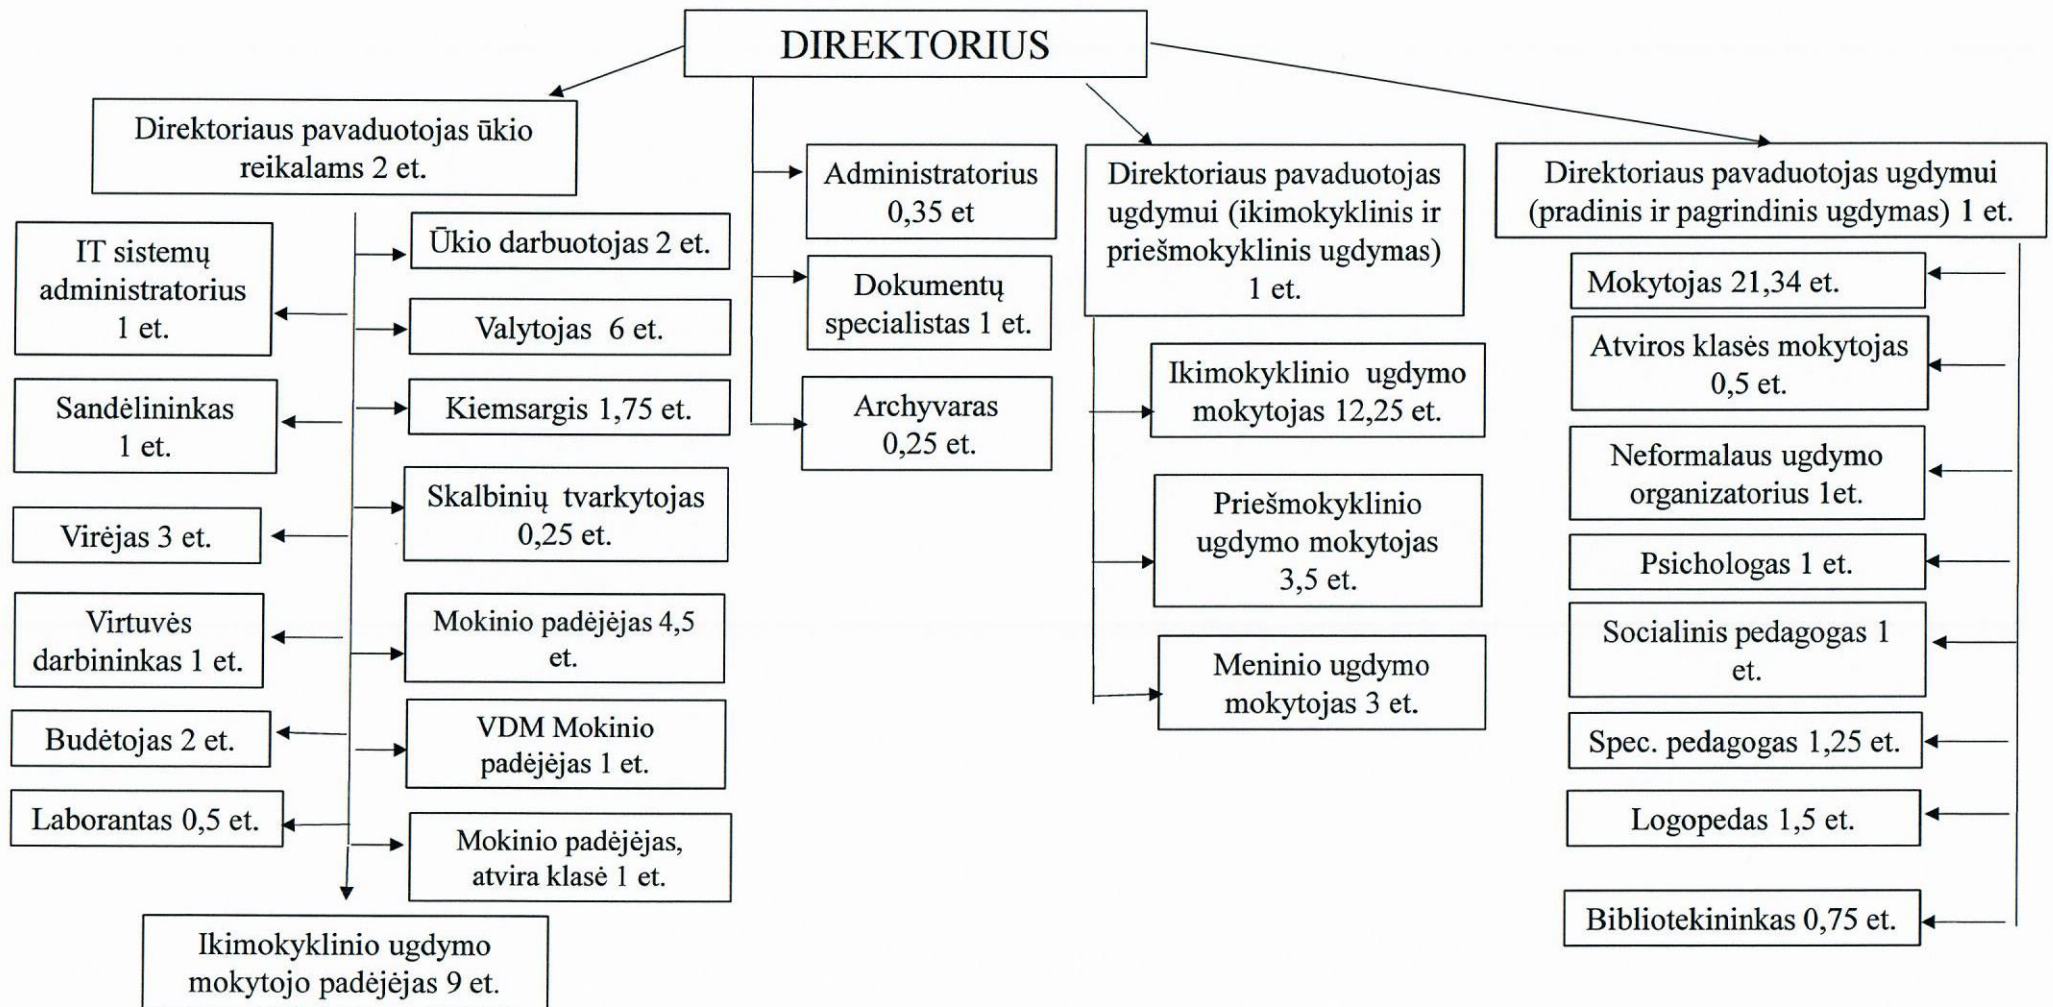 DIREKTORIUS
Direktoriaus pavaduotojas ūkio
reikalams 2 et.
IT sistemų
administratorius
1 et.
Sandėlininkas
1 et.
Virėjas 3 et.
Virtuvės
darbininkas 1 et.
Budėtojas 2 et.
Laborantas 0,5 et.
Ūkio darbuotojas 2 et.
Valytojas 6 et.
Kiemsargis 1,75 et.
Skalbinių tvarkytojas
0,25 et.
Mokinio padėjėjas 4,5
et.
VDM Mokinio
padėjėjas 1 et.
Mokinio padėjėjas,
atvira klasė 1 et.
Ikimokyklinio ugdymo
mokytojo padėjėjas 9 et.
Administratorius
0,35 et
Dokumentų
specialistas 1 et.
Archyvaras
0,25 et.
Direktoriaus pavaduotojas
ugdymui (ikimokyklinis ir
priešmokyklinis ugdymas)
1 et.
Ikimokyklinio ugdymo
mokytojas 12,25 et.
Priešmokyklinio
ugdymo mokytojas
3,5 et.
Meninio ugdymo
mokytojas 3 et.
Direktoriaus pavaduotojas ugdymui
(pradinis ir pagrindinis ugdymas) 1 et.
Mokytojas 21,34 et.
Atviros klasės mokytojas
0,5 et.
Neformalaus ugdymo
organizatorius 1et.
Psichologas 1 et.
Socialinis pedagogas 1
et.
Spec. pedagogas 1,25 et.
Logopedas 1,5 et.
Bibliotekininkas 0,75 et.